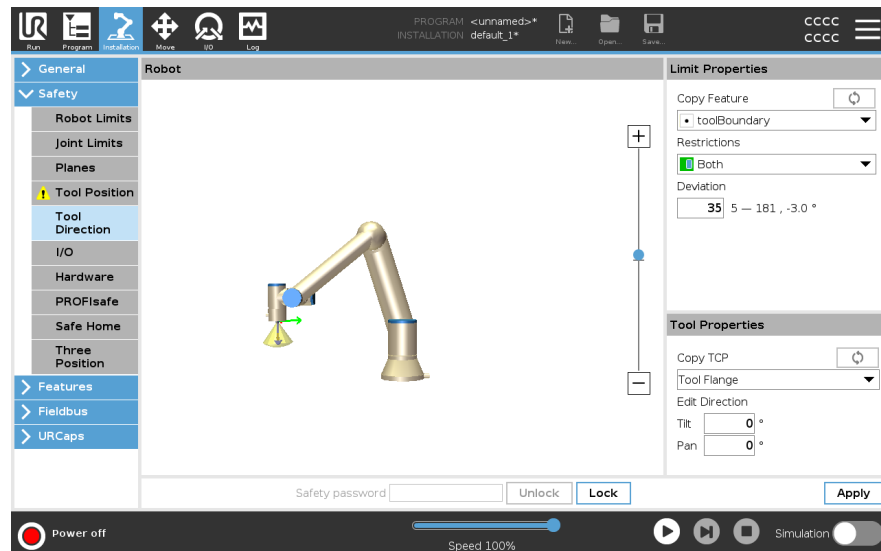 PROGRAM <unnamed>*
INSTALLATION default_1*
CCCC
CCCC
Run
Program
Installation
Move
I/O
Log
New...
Open...
Save...
General
Safety
Robot Limits
Joint Limits
Planes
Tool Position
Tool
Direction
I/O
Hardware
PROFIsafe
Safe Home
Three
Position
Features
Fieldbus
URCaps
Robot
Safety password
Unlock
Lock
Limit Properties
Copy Feature
toolBoundary
Restrictions
Both
Deviation
35 5 — 181 , -3.0 °
Tool Properties
Copy TCP
Tool Flange
Edit Direction
Tilt 0 °
Pan 0 °
Apply
Power off
Speed 100%
Simulation